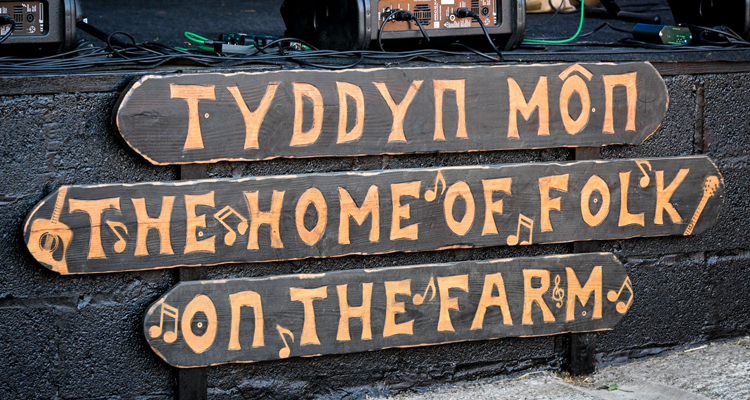 TYDDYN MÔN
THE HOME OF FOLK
ON THE FARM